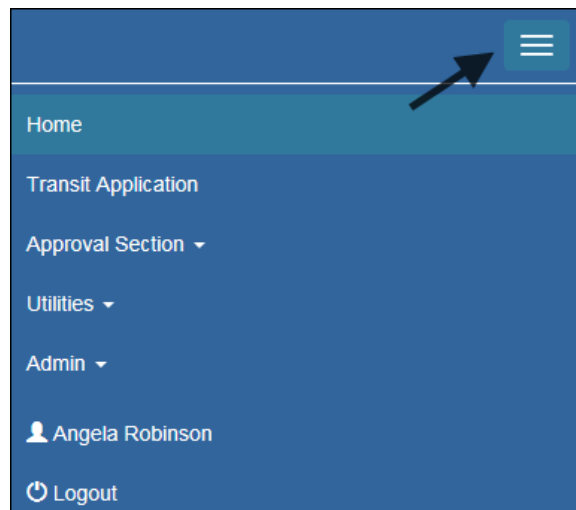 Home
Transit Application
Approval Section
Utilities
Admin
Angela Robinson
Logout